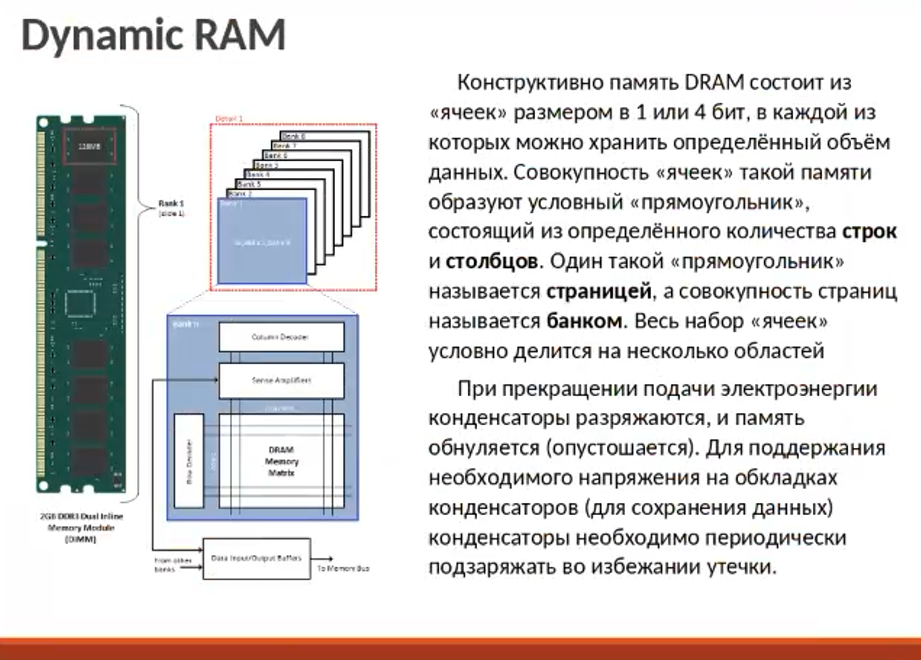 Dynamic RAM
Конструктивно память DRAM состоит из
«ячеек» размером в 1 или 4 бит, в каждой из
которых можно хранить определённый объём
данных. Совокупность «ячеек» такой памяти
образуют условный «прямоугольник»,
состоящий из определённого количества строк
и столбцов. Один такой «прямоугольник»
называется страницей, а совокупность страниц
называется банком. Весь набор «ячеек»
условно делится на несколько областей
При прекращении подачи электроэнергии
конденсаторы разряжаются, и память
обнуляется (опустошается). Для поддержания
необходимого напряжения на обкладках
конденсаторов (для сохранения данных)
конденсаторы необходимо периодически
подзаряжать во избежании утечки.
128MB
Rank 1
(side 1)
2GB DDR3 Dual Inline
Memory Module
(DIMM)
Detail 1
Bank 8
Bank 7
Bank 6
Bank 5
Bank 4
Bank 2
Bank n
Column Decoder
Sense Amplifiers
Row Decoder
DRAM
Memory
Matrix
Data Input/Output Buffers
From other
banks
To Memory Bus